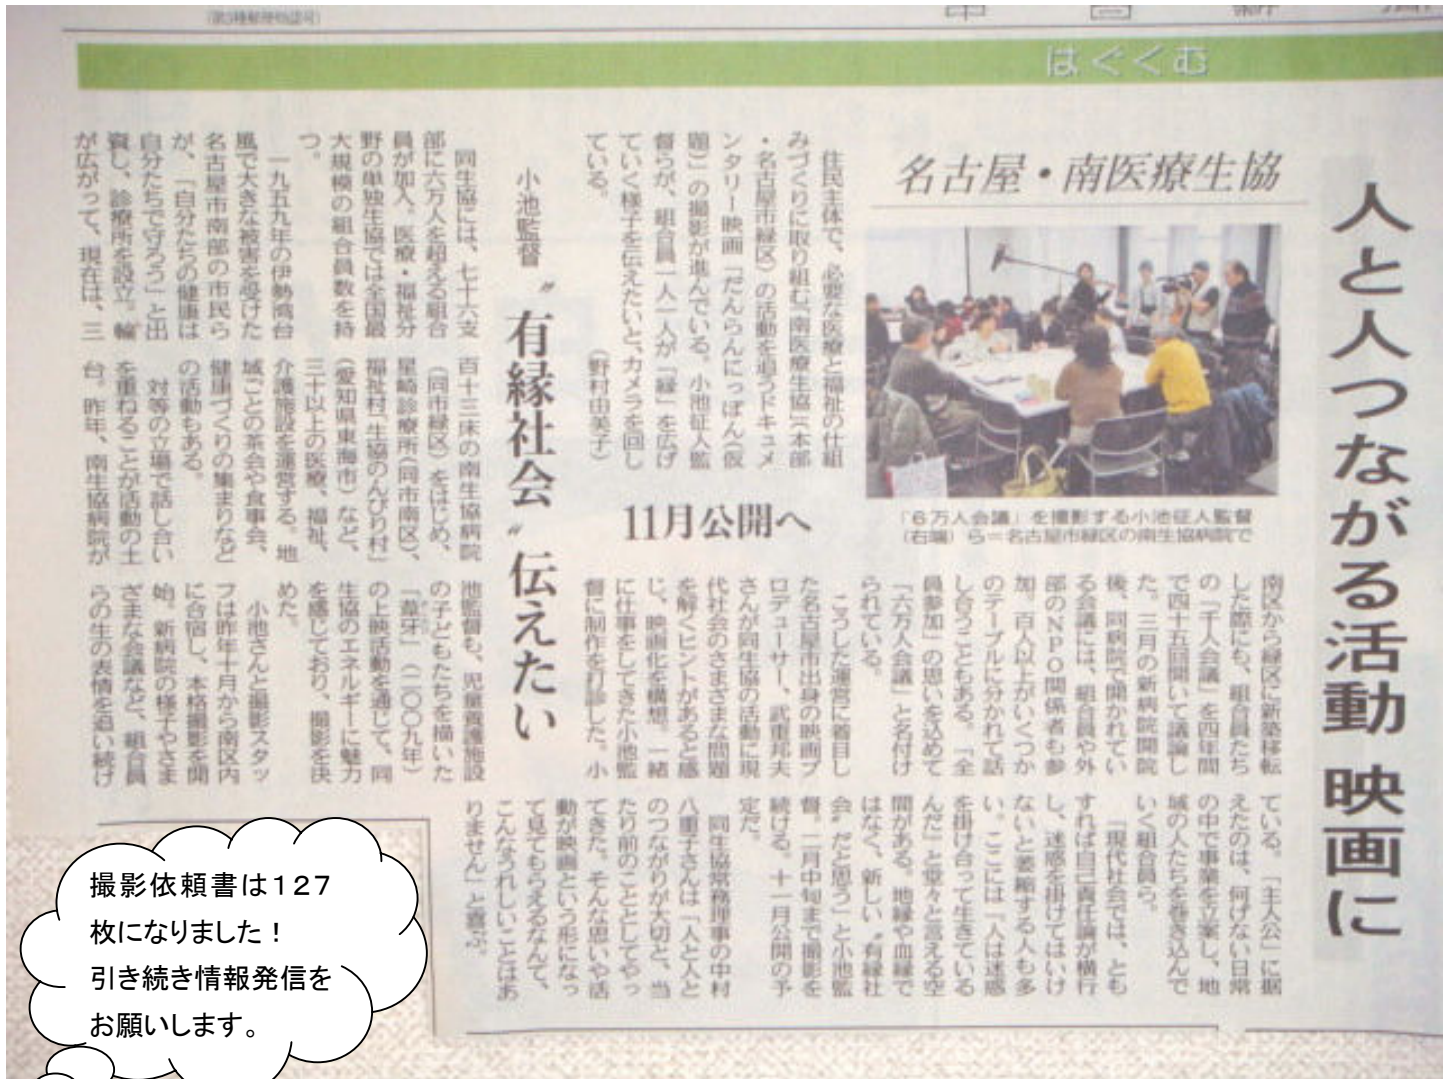 (第3種郵便物認可)
はぐくむ
人と人つながる活動 映画に
名古屋・南医療生協
「6万人会議」を撮影する小池征人監督
(右端)ら=名古屋市緑区の南生協病院で
住民主体で、必要な医療と福祉の仕組
みづくりに取り組む「南医療生協」(本部
・名古屋市緑区)の活動を追うドキュメ
ンタリー映画「だんらんにっぽん(仮
題)」の撮影が進んでいる。小池征人監
督らが、組合員一人一人が「縁」を広げ
ていく様子を伝えたいと、カメラを回し
ている。
(野村由美子)
11月公開へ
小池監督
〝有縁社会〟伝えたい
同生協には、七十六支
部に六万人を超える組合
員が加入。医療・福祉分
野の単独生協では全国最
大規模の組合員数を持
つ。
一九五九年の伊勢湾台
風で大きな被害を受けた
名古屋市南部の市民ら
が、「自分たちの健康は
自分たちで守ろう」と出
資し、診療所を設立。輪
が広がって、現在は、三
百十三床の南生協病院
(同市緑区)をはじめ、
星崎診療所(同市南区)、
福祉村「生協のんびり村」
(愛知県東海市)など、
三十以上の医療、福祉、
介護施設を運営する。地
域ごとの茶会や食事会、
健康づくりの集まりなど
の活動もある。
対等の立場で話し合い
を重ねることが活動の土
台。昨年、南生協病院が
南区から緑区に新築移転
した際にも、組合員たち
の「千人会議」を四年間
で四十五回開いて議論し
た。三月の新病院開院
後、同病院で開かれてい
る会議には、組合員や外
部のNPO関係者も参
加。百人以上がいくつか
のテーブルに分かれて話
し合うこともある。「全
員参加」の思いを込めて
「六万人会議」と名付け
られている。
こうした運営に着目し
た名古屋市出身の映画プ
ロデューサー、武重邦夫
さんが同生協の活動に現
代社会のさまざまな問題
を解くヒントがあると感
じ、映画化を構想。一緒
に仕事をしてきた小池監
督に制作を打診した。小
池監督も、児童養護施設
の子どもたちを描いた
「葦牙」(二〇〇九年)
の上映活動を通じて、同
生協のエネルギーに魅力
を感じており、撮影を決
めた。
小池さんと撮影スタッ
フは昨年十月から南区内
に合宿し、本格撮影を開
始。新病院の様子やさま
ざまな会議など、組合員
らの生の表情を追い続け
ている。「主人公」に据
えたのは、何げない日常
の中で事業を立案し、地
域の人たちを巻き込んで
いく組合員ら。
「現代社会では、とも
すれば自己責任論が横行
し、迷惑を掛けてはいけ
ないと萎縮する人も多
い。ここには「人は迷惑
を掛け合って生きている
んだ」と堂々と言える空
間がある。地縁や血縁で
はなく、新しい〝有縁社
会〟だと思う」と小池監
督。二月中旬まで撮影を
続ける。十一月公開の予
定だ。
同生協常務理事の中村
八重子さんは「人と人と
のつながりが大切と、当
たり前のこととしてやっ
てきた。そんな思いや活
動が映画という形になっ
て見てもらえるなんて、
こんなうれしいことはあ
りません」と喜ぶ。
撮影依頼書は127
枚になりました!
引き続き情報発信を
お願いします。